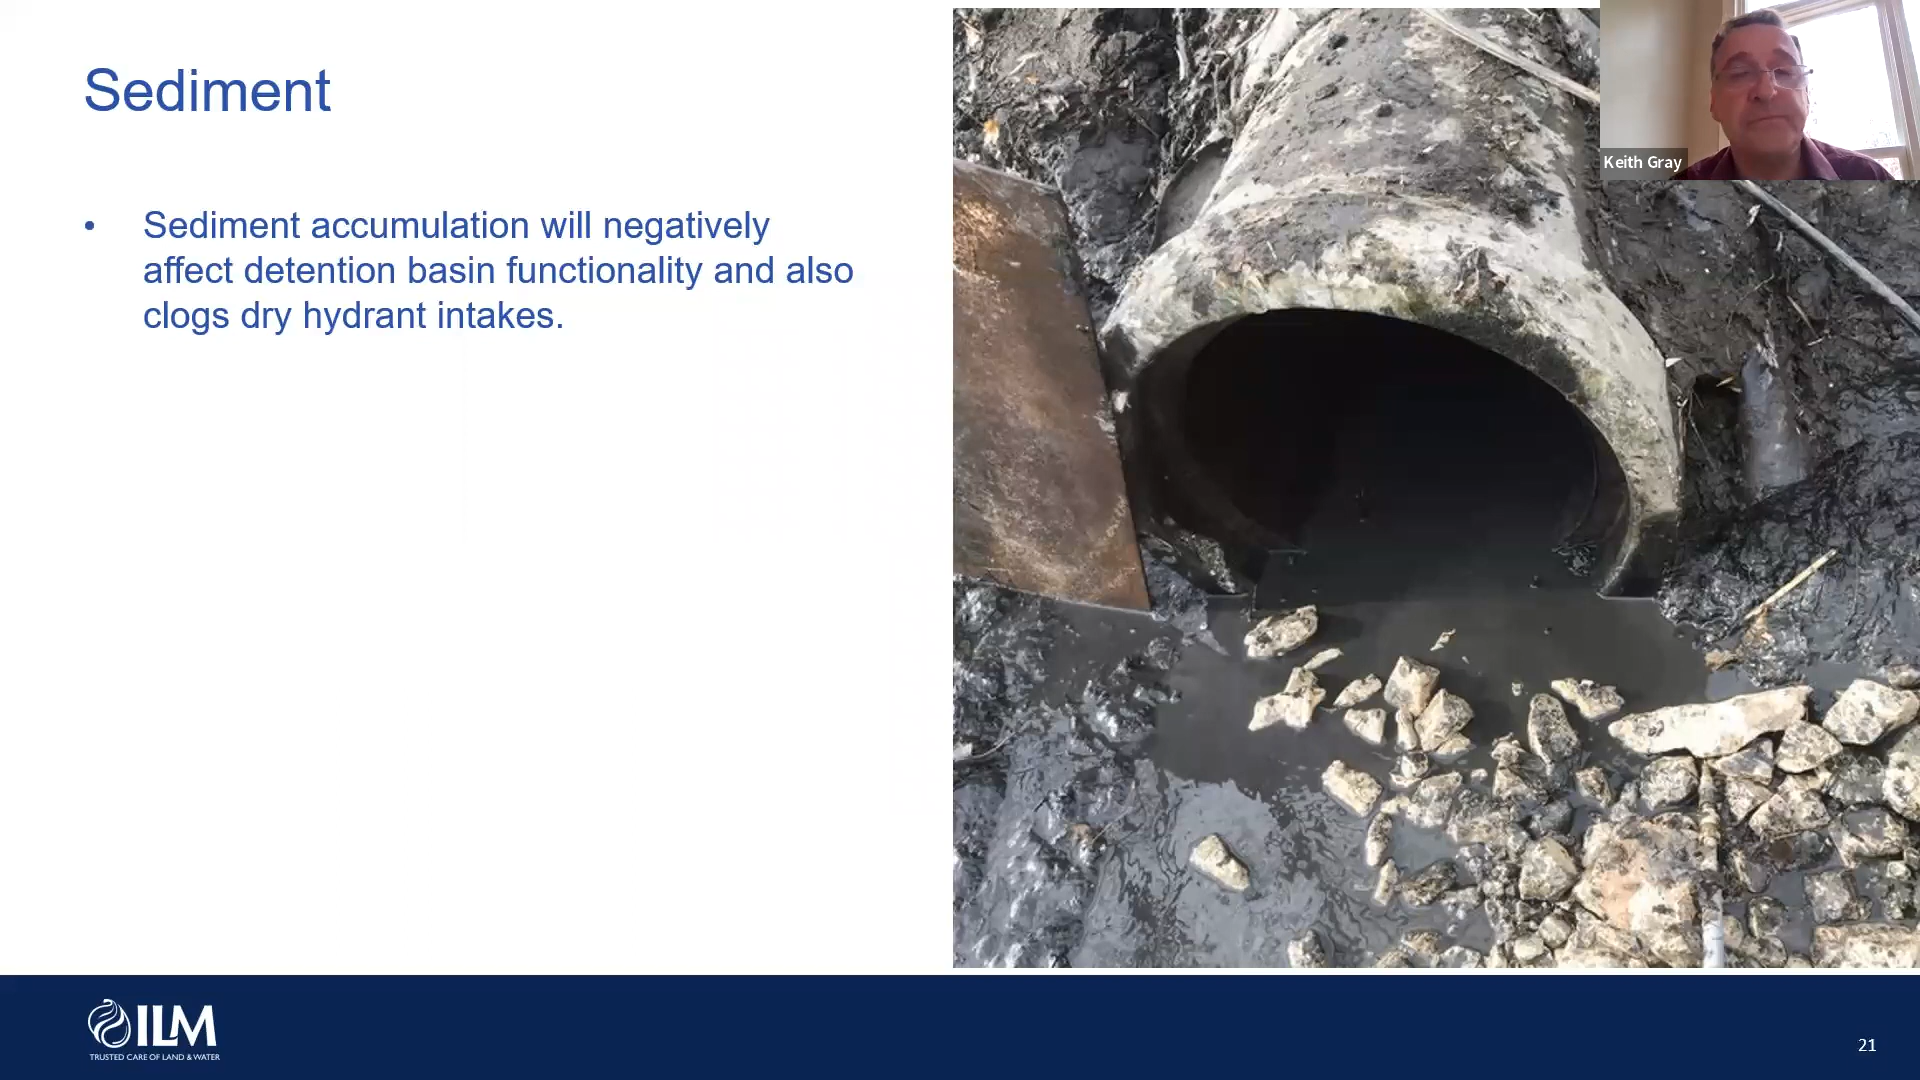 Sediment
• Sediment accumulation will negatively
affect detention basin functionality and also
clogs dry hydrant intakes.
Keith Gray
ILM
TRUSTED CARE OF LAND & WATER
21